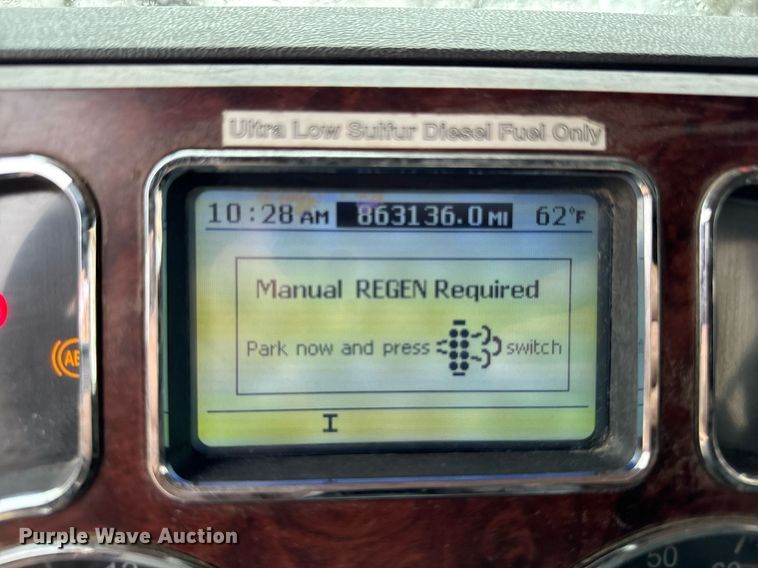 Ultra Low Sulfur Diesel Fuel Only
10:28 AM 863136.0 MI 62°F
Manual REGEN Required
Park now and press switch
I
Purple Wave Auction
50